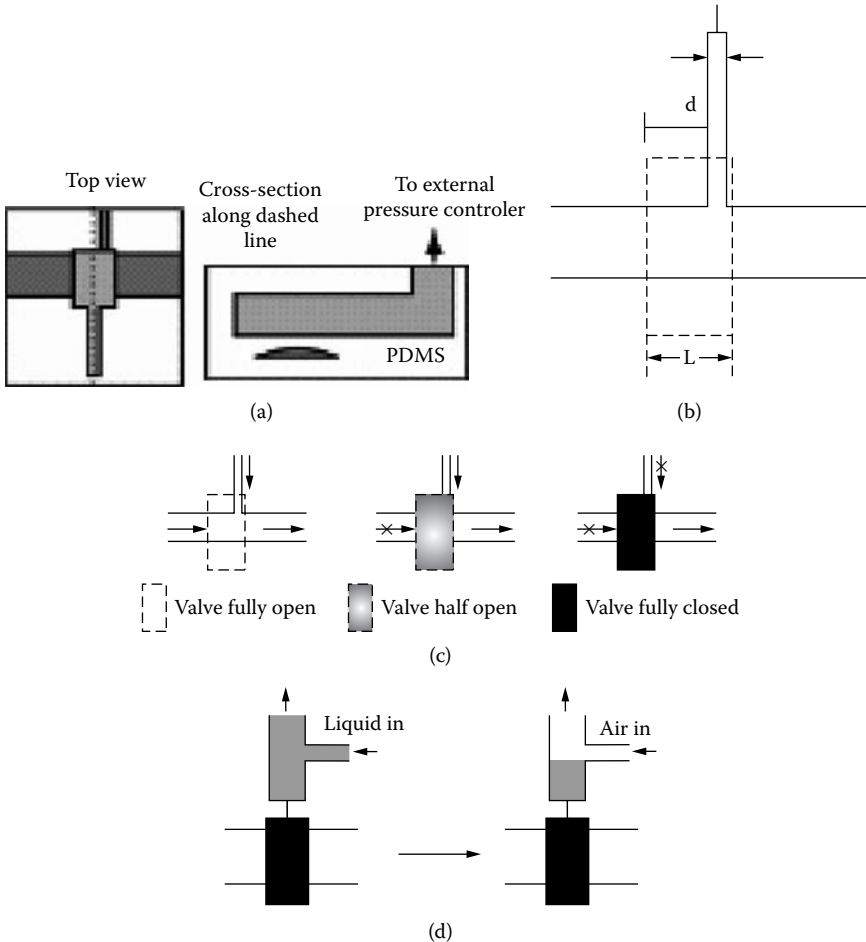 Top view
Cross-section
along dashed
line
To external
pressure controler
PDMS
(a)
d
L
(b)
Valve fully open
Valve half open
Valve fully closed
(c)
Liquid in
Air in
(d)